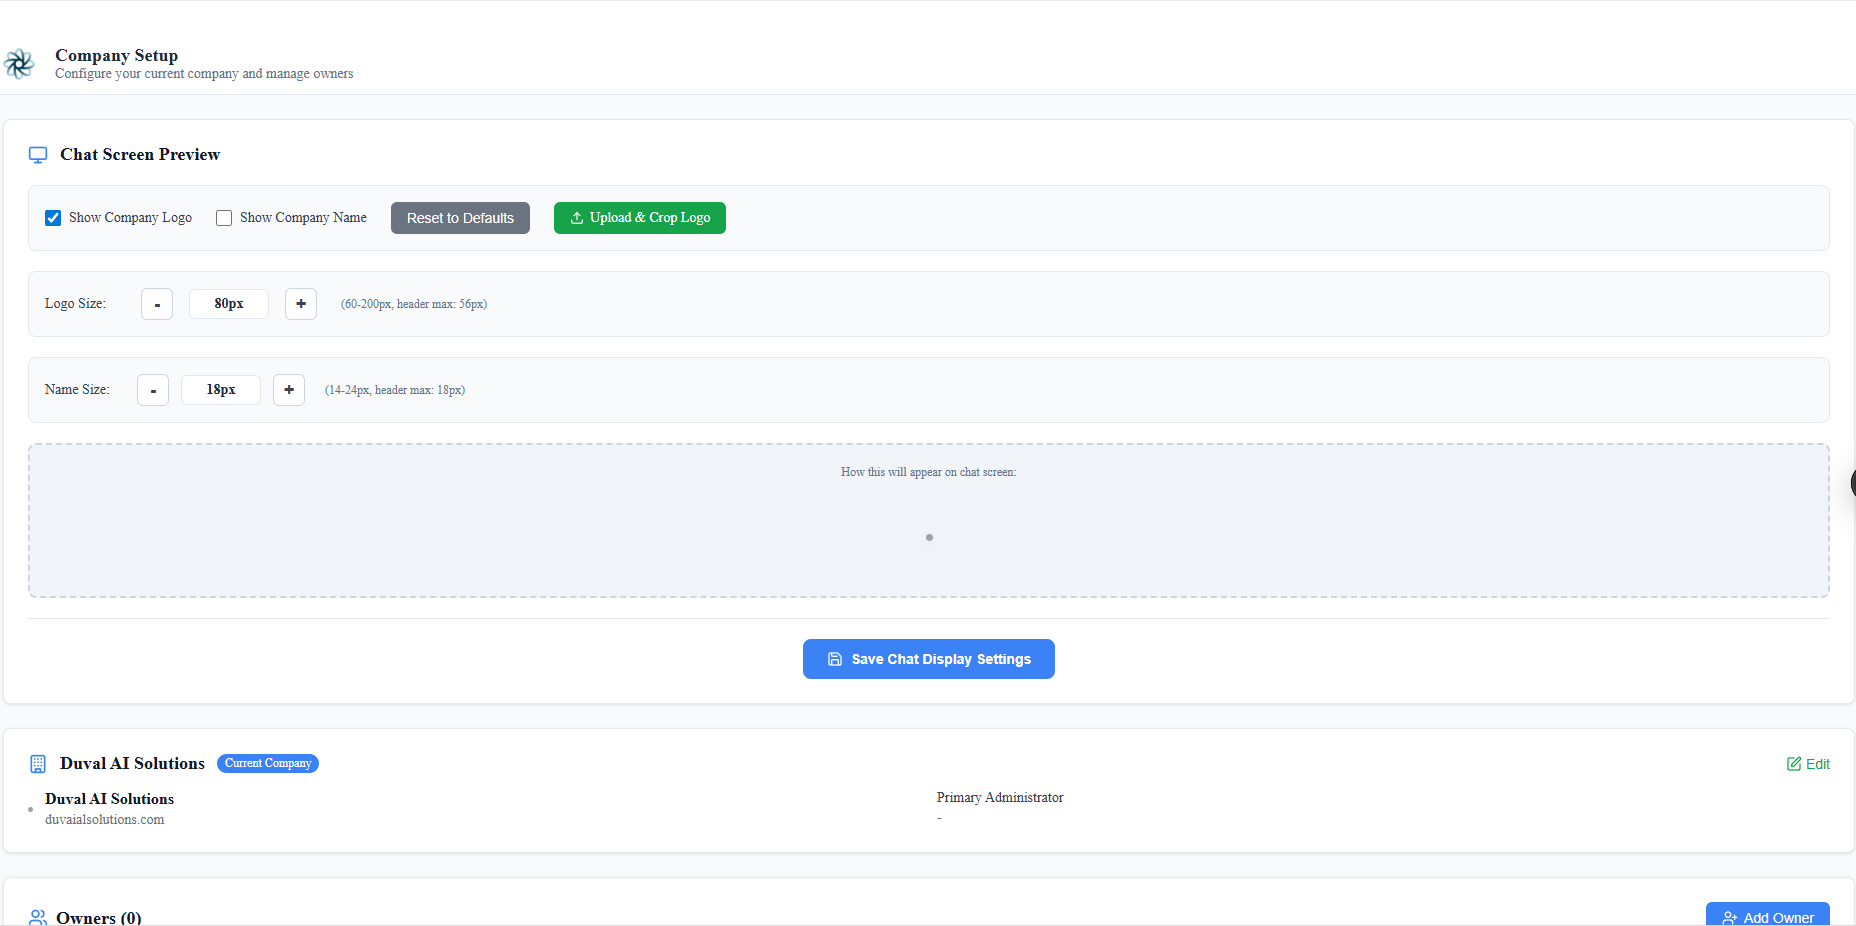 Company Setup
Configure your current company and manage owners
Chat Screen Preview
Show Company Logo Show Company Name Reset to Defaults Upload & Crop Logo
Logo Size: - 80px + (60-200px, header max: 56px)
Name Size: - 18px + (14-24px, header max: 18px)
How this will appear on chat screen:
Save Chat Display Settings
Duval AI Solutions Current Company Edit
Duval AI Solutions Primary Administrator
duvaialsolutions.com -
Owners (0) Add Owner